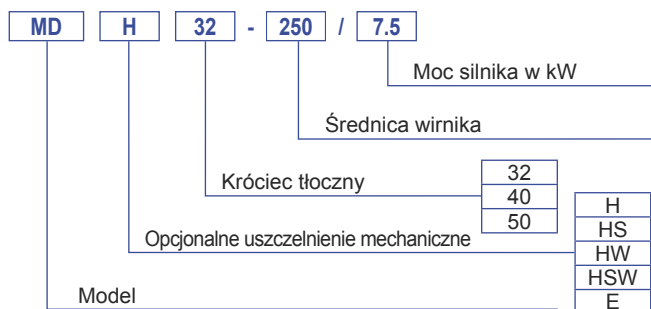 MD H 32 - 250 / 7.5
Moc silnika w kW
Średnica wirnika
Króciec tłoczny
32
40
50
Opcjonalne uszczelnienie mechaniczne
H
HS
HW
HSW
E
Model